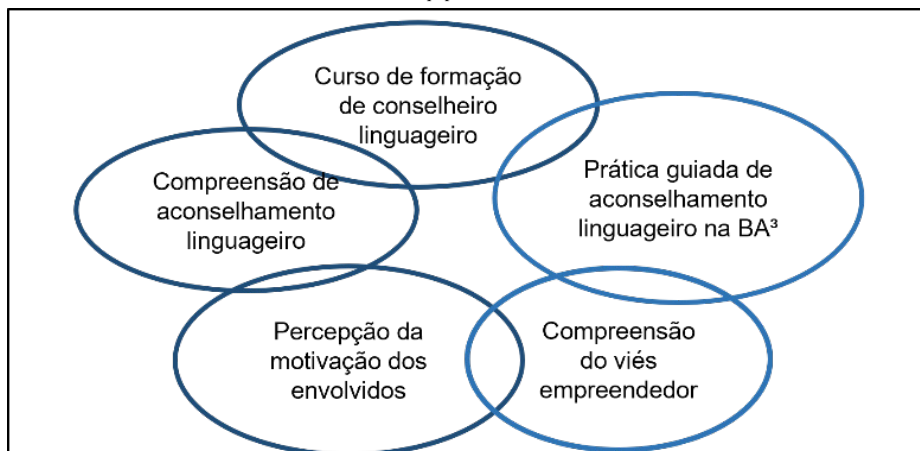 Curso de formação
de conselheiro
linguageiro
Compreensão de
aconselhamento
linguageiro
Prática guiada de
aconselhamento
linguageiro na BA³
Percepção da
motivação dos
envolvidos
Compreensão
do viés
empreendedor